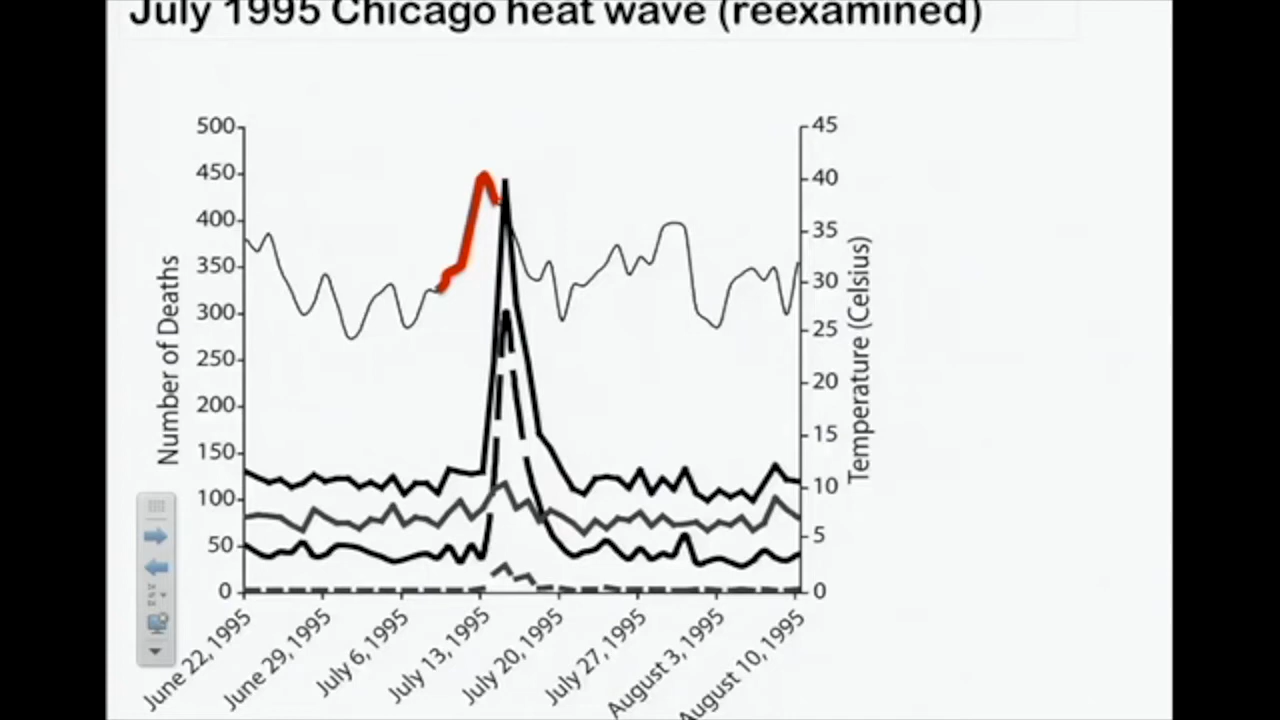 July 1995 Chicago heat wave (reexamined)
500
450
400
350
300
250
200
150
100
50
0
Number of Deaths
45
40
35
30
25
20
15
10
5
0
Temperature (Celsius)
June 22, 1995
June 29, 1995
July 6, 1995
July 13, 1995
July 20, 1995
July 27, 1995
August 3, 1995
August 10, 1995